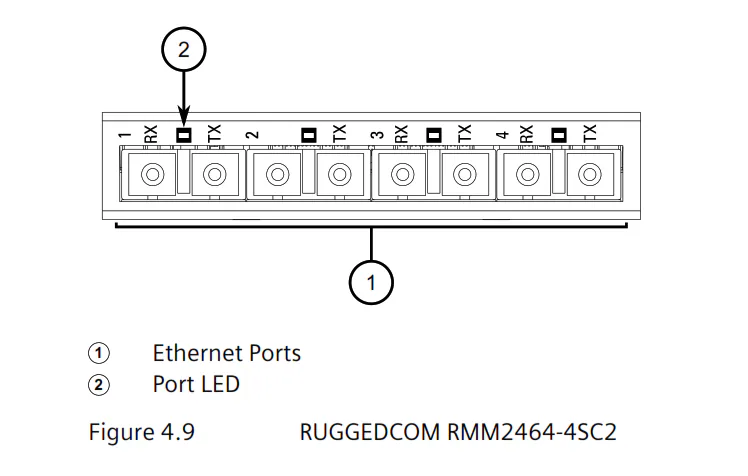 2
1 RX TX 2 TX 3 RX TX 4 RX TX
1
1 Ethernet Ports
2 Port LED
Figure 4.9 RUGGEDCOM RMM2464-4SC2